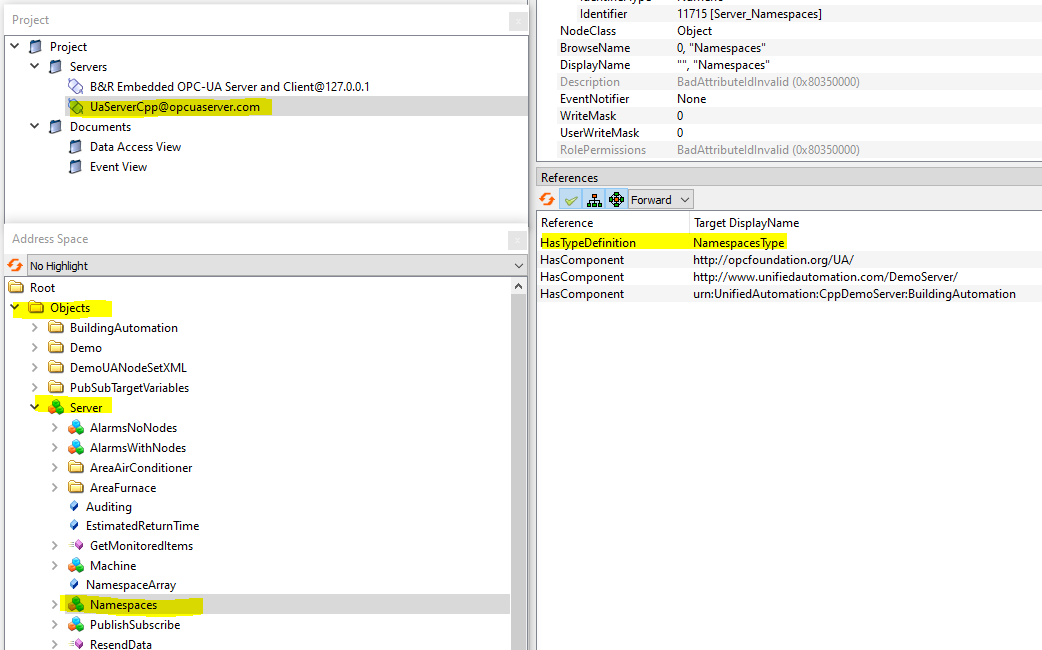 Project
Project
Servers
B&R Embedded OPC-UA Server and Client@127.0.0.1
UaServerCpp@opcuaserver.com
Documents
Data Access View
Event View
Address Space
No Highlight
Root
Objects
BuildingAutomation
Demo
DemoUANodeSetXML
PubSubTargetVariables
Server
AlarmsNoNodes
AlarmsWithNodes
AreaAirConditioner
AreaFurnace
Auditing
EstimatedReturnTime
GetMonitoredItems
Machine
NamespaceArray
Namespaces
PublishSubscribe
ResendData
Identifier 11715 [Server_Namespaces]
NodeClass Object
BrowseName 0, "Namespaces"
DisplayName "", "Namespaces"
Description BadAttributeIdInvalid (0x80350000)
EventNotifier None
WriteMask 0
UserWriteMask 0
RolePermissions BadAttributeIdInvalid (0x80350000)
References
Forward
Reference Target DisplayName
HasTypeDefinition NamespacesType
HasComponent http://opcfoundation.org/UA/
HasComponent http://www.unifiedautomation.com/DemoServer/
HasComponent urn:UnifiedAutomation:CppDemoServer:BuildingAutomation